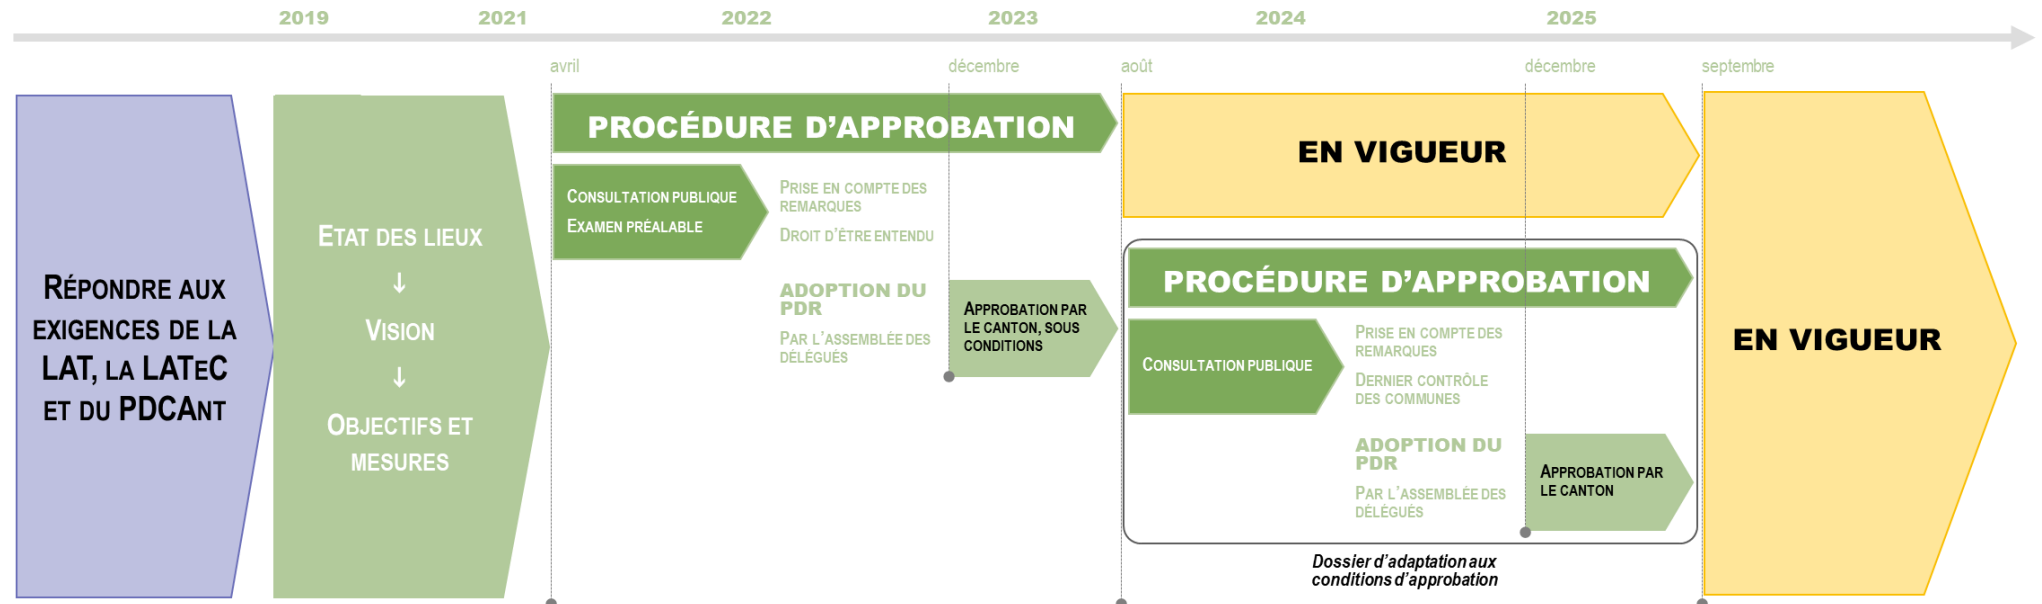 2019
2021
2022
2023
2024
2025
avril
décembre
août
décembre
septembre
RÉPONDRE AUX
EXIGENCES DE LA
LAT, LA LATEC
ET DU PDCANT
ETAT DES LIEUX
↓
VISION
↓
OBJECTIFS ET
MESURES
PROCÉDURE D’APPROBATION
CONSULTATION PUBLIQUE
EXAMEN PRÉALABLE
PRISE EN COMPTE DES
REMARQUES
DROIT D’ÊTRE ENTENDU
ADOPTION DU
PDR
PAR L’ASSEMBLÉE DES
DÉLÉGUÉS
APPROBATION PAR
LE CANTON, SOUS
CONDITIONS
EN VIGUEUR
PROCÉDURE D’APPROBATION
CONSULTATION PUBLIQUE
PRISE EN COMPTE DES
REMARQUES
DERNIER CONTRÔLE
DES COMMUNES
ADOPTION DU
PDR
PAR L’ASSEMBLÉE DES
DÉLÉGUÉS
APPROBATION PAR
LE CANTON
Dossier d’adaptation aux
conditions d’approbation
EN VIGUEUR